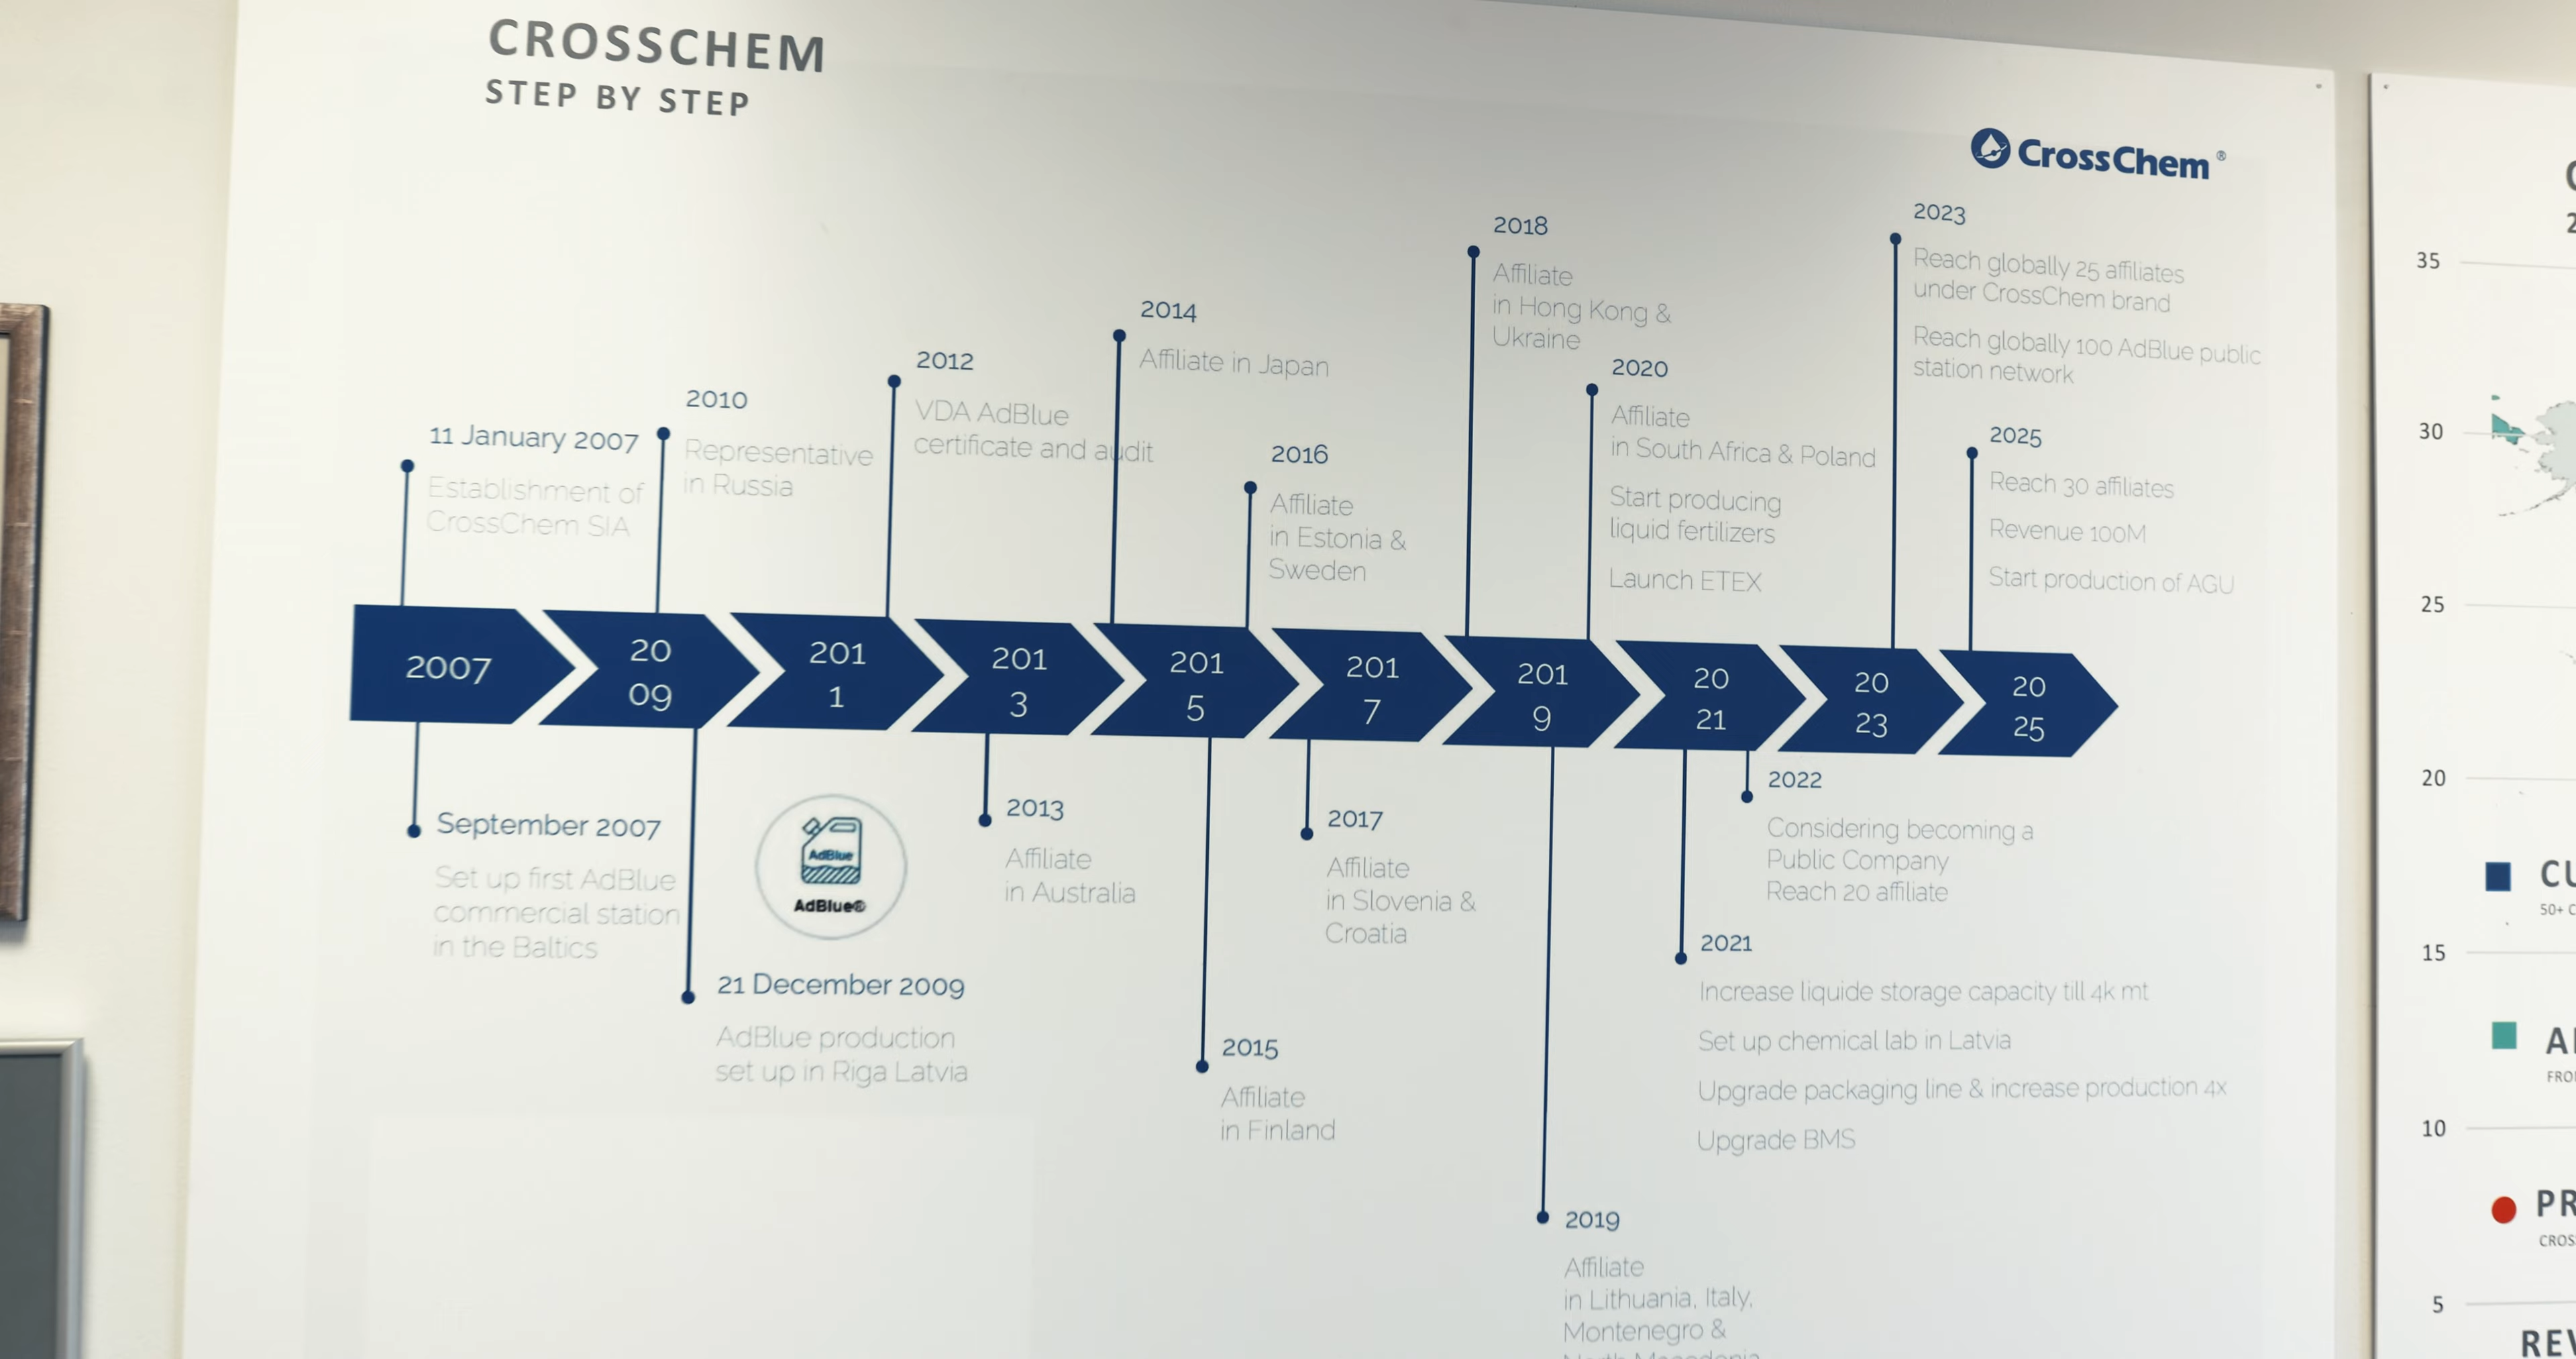 CROSSCHEM
STEP BY STEP
CrossChem®
11 January 2007
Establishment of
CrossChem SIA
2010
Representative
in Russia
2012
VDA AdBlue
certificate and audit
2014
Affiliate in Japan
2016
Affiliate
in Estonia &
Sweden
2018
Affiliate
in Hong Kong &
Ukraine
2020
Affiliate
in South Africa & Poland
Start producing
liquid fertilizers
Launch ETEX
2023
Reach globally 25 affiliates
under CrossChem brand
Reach globally 100 AdBlue public
station network
2025
Reach 30 affiliates
Revenue 100M
Start production of AGU
2007
20
09
201
1
201
3
201
5
201
7
201
9
20
21
20
23
20
25
September 2007
Set up first AdBlue
commercial station
in the Baltics
AdBlue
AdBlue®
21 December 2009
AdBlue production
set up in Riga Latvia
2013
Affiliate
in Australia
2015
Affiliate
in Finland
2017
Affiliate
in Slovenia &
Croatia
2019
Affiliate
in Lithuania, Italy,
Montenegro &
North Macedonia
2021
Increase liquide storage capacity till 4k mt
Set up chemical lab in Latvia
Upgrade packaging line & increase production 4x
Upgrade BMS
2022
Considering becoming a
Public Company
Reach 20 affiliate
35
30
25
20
15
10
5
50+